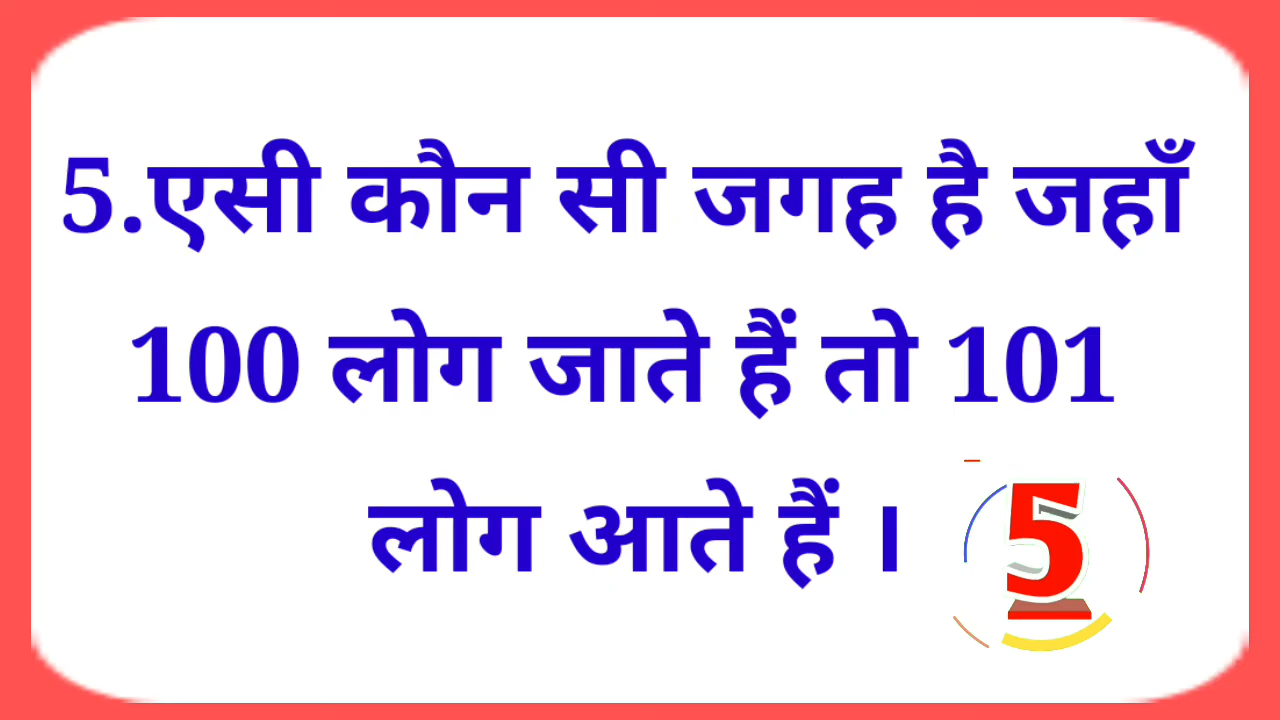 5.एसी कौन सी जगह है जहाँ
100 लोग जाते हैं तो 101
लोग आते हैं ।
5